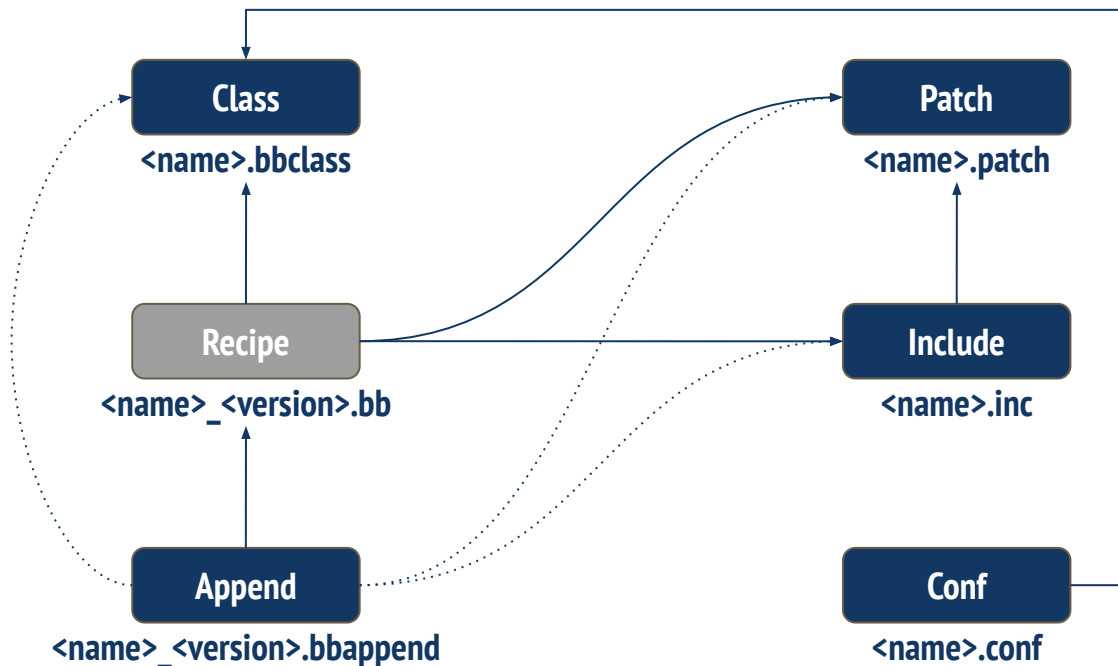 Class
<name>.bbclass
Patch
<name>.patch
Recipe
<name>_<version>.bb
Include
<name>.inc
Append
<name>_<version>.bbappend
Conf
<name>.conf